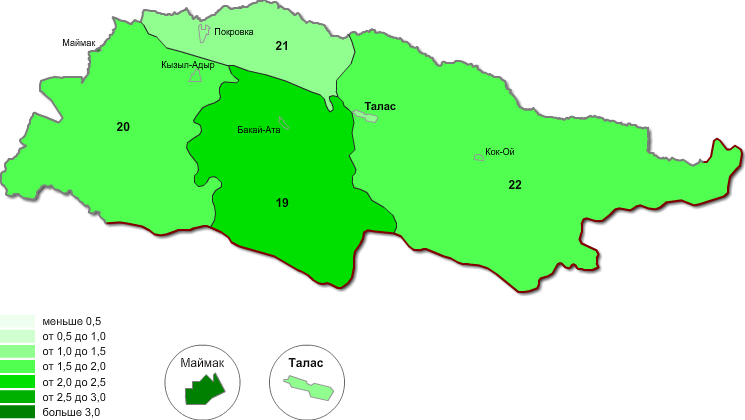 Покровка
21
Маймак
Кызыл-Адыр
Талас
20
Бакай-Ата
Кок-Ой
22
19
меньше 0,5
от 0,5 до 1,0
от 1,0 до 1,5
от 1,5 до 2,0
от 2,0 до 2,5
от 2,5 до 3,0
больше 3,0
Маймак
Талас